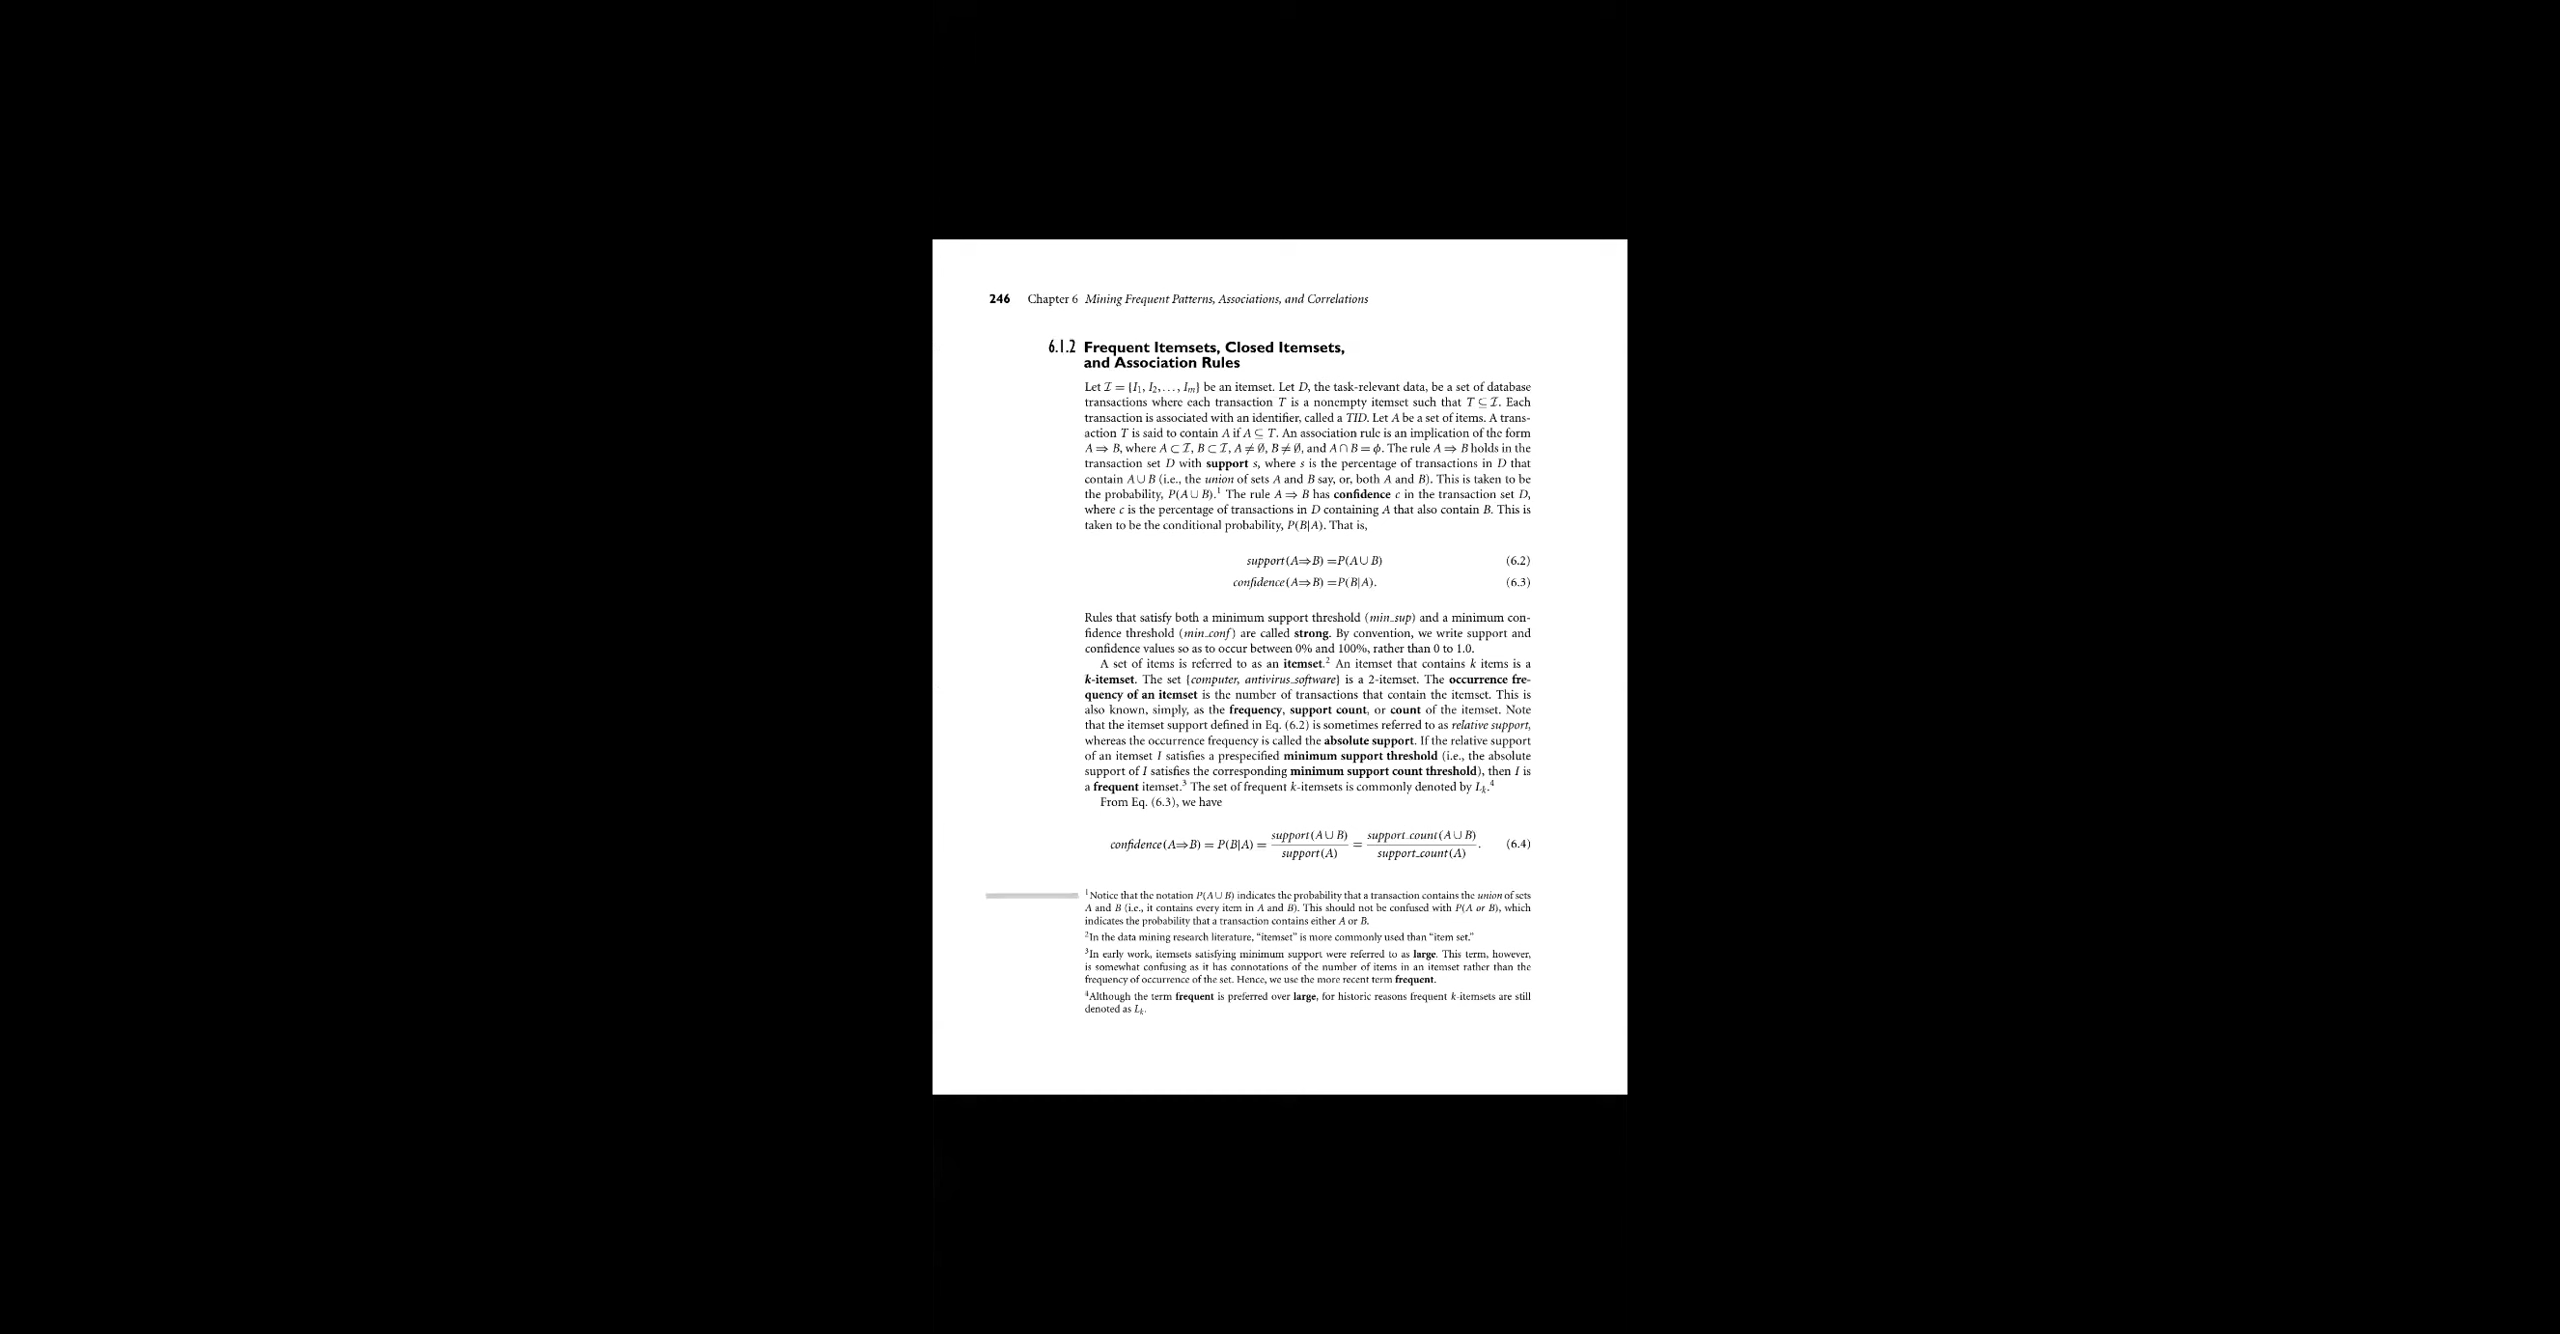 246 Chapter 6 Mining Frequent Patterns, Associations, and Correlations
6.1.2 Frequent Itemsets, Closed Itemsets,
and Association Rules
Let ℐ = {I₁, I₂,..., Iₘ} be an itemset. Let D, the task-relevant data, be a set of database
transactions where each transaction T is a nonempty itemset such that T ⊆ ℐ. Each
transaction is associated with an identifier, called a TID. Let A be a set of items. A trans-
action T is said to contain A if A ⊆ T. An association rule is an implication of the form
A ⇒ B, where A ⊂ ℐ, B ⊂ ℐ, A ≠ ∅, B ≠ ∅, and A ∩ B = ϕ. The rule A ⇒ B holds in the
transaction set D with support s, where s is the percentage of transactions in D that
contain A ∪ B (i.e., the union of sets A and B say, or, both A and B). This is taken to be
the probability, P(A ∪ B).¹ The rule A ⇒ B has confidence c in the transaction set D,
where c is the percentage of transactions in D containing A that also contain B. This is
taken to be the conditional probability, P(B|A). That is,
support(A⇒B) =P(A ∪ B) (6.2)
confidence(A⇒B) =P(B|A). (6.3)
Rules that satisfy both a minimum support threshold (min_sup) and a minimum con-
fidence threshold (min_conf) are called strong. By convention, we write support and
confidence values so as to occur between 0% and 100%, rather than 0 to 1.0.
A set of items is referred to as an itemset.² An itemset that contains k items is a
k-itemset. The set {computer, antivirus_software} is a 2-itemset. The occurrence fre-
quency of an itemset is the number of transactions that contain the itemset. This is
also known, simply, as the frequency, support count, or count of the itemset. Note
that the itemset support defined in Eq. (6.2) is sometimes referred to as relative support,
whereas the occurrence frequency is called the absolute support. If the relative support
of an itemset I satisfies a prespecified minimum support threshold (i.e., the absolute
support of I satisfies the corresponding minimum support count threshold), then I is
a frequent itemset.³ The set of frequent k-itemsets is commonly denoted by Lₖ.⁴
From Eq. (6.3), we have
confidence(A⇒B) = P(B|A) = support(A ∪ B) / support(A) = support_count(A ∪ B) / support_count(A). (6.4)
¹Notice that the notation P(A ∪ B) indicates the probability that a transaction contains the union of sets
A and B (i.e., it contains every item in A and B). This should not be confused with P(A or B), which
indicates the probability that a transaction contains either A or B.
²In the data mining research literature, “itemset” is more commonly used than “item set.”
³In early work, itemsets satisfying minimum support were referred to as large. This term, however,
is somewhat confusing as it has connotations of the number of items in an itemset rather than the
frequency of occurrence of the set. Hence, we use the more recent term frequent.
⁴Although the term frequent is preferred over large, for historic reasons frequent k-itemsets are still
denoted as Lₖ.